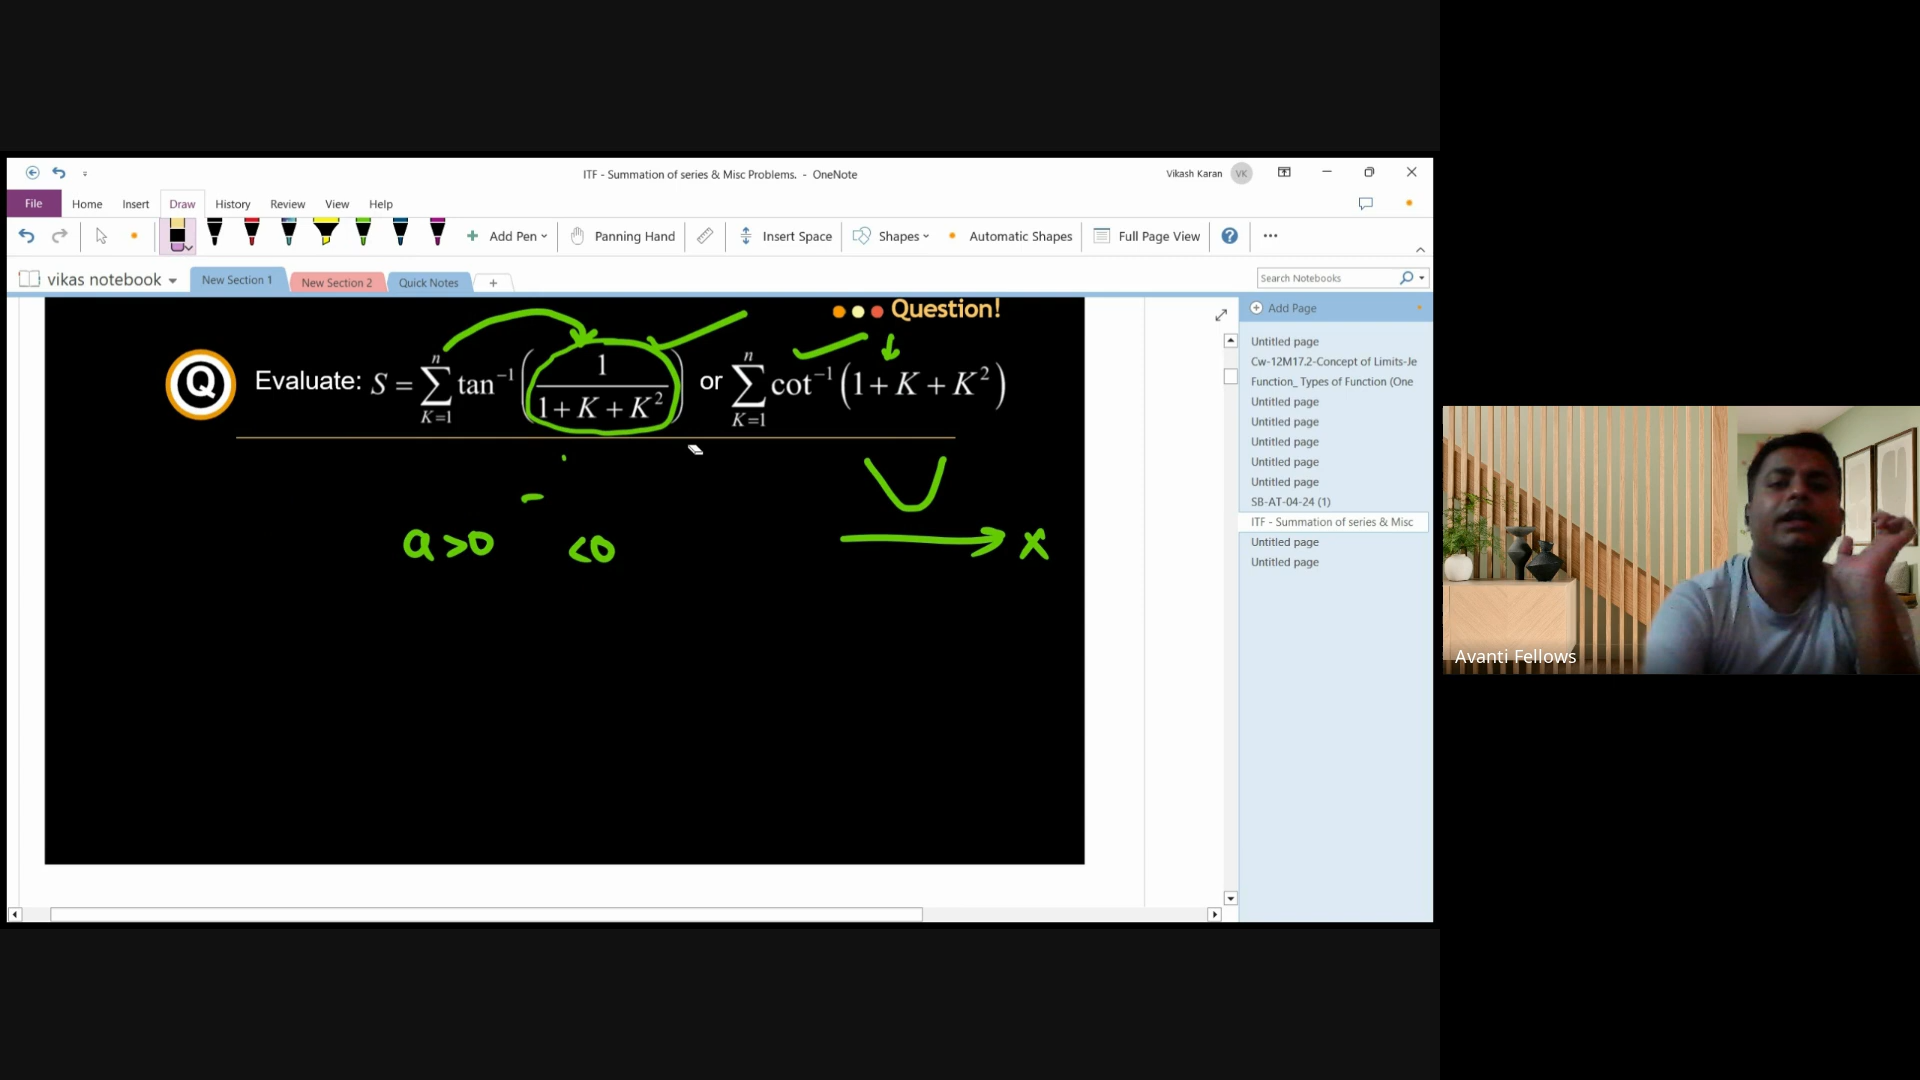 ITF - Summation of series & Misc Problems. - OneNote
Vikash Karan VK
File Home Insert Draw History Review View Help
Add Pen Panning Hand Insert Space Shapes Automatic Shapes Full Page View ? ...
vikas notebook New Section 1 New Section 2 Quick Notes + Search Notebooks
Question!
Q Evaluate: S = \sum_{K=1}^{n} tan^{-1} ( \frac{1}{1+K+K^2} ) or \sum_{K=1}^{n} cot^{-1} (1+K+K^2)
-
a>0 <0 x
Add Page
Untitled page
Cw-12M17.2-Concept of Limits-Je
Function_ Types of Function (One
Untitled page
Untitled page
Untitled page
Untitled page
Untitled page
SB-AT-04-24 (1)
ITF - Summation of series & Misc
Untitled page
Untitled page
Avanti Fellows